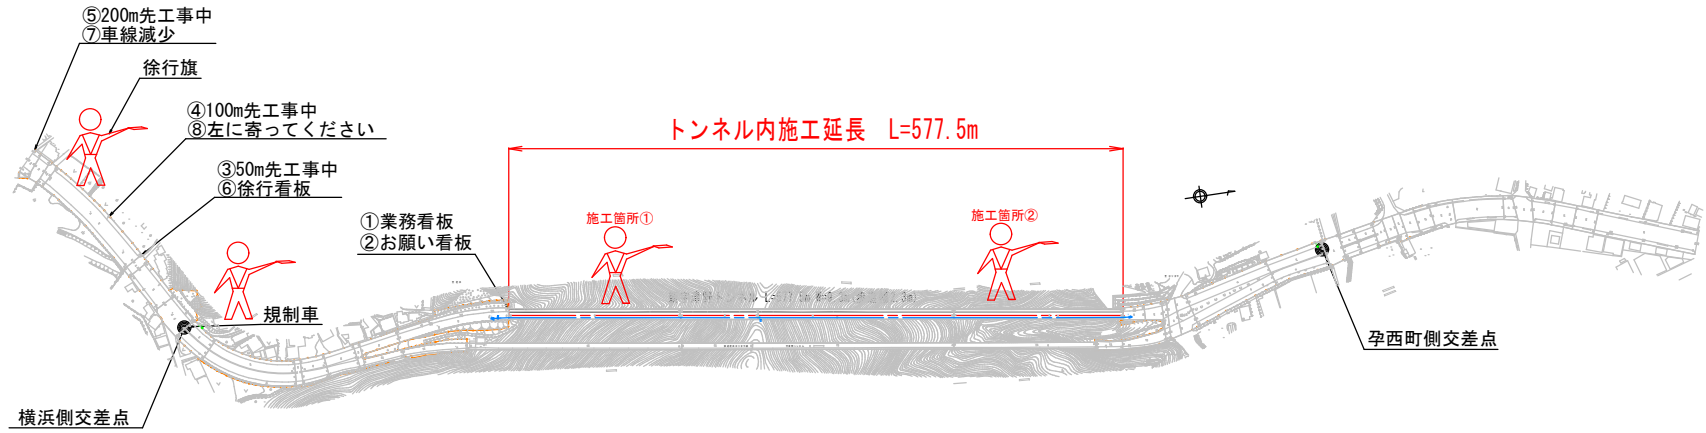 ⑤200m先工事中
⑦車線減少
徐行旗
④100m先工事中
⑧左に寄ってください
③50m先工事中
⑥徐行看板
①業務看板
②お願い看板
規制車
横浜側交差点
トンネル内施工延長 L=577.5m
施工箇所①
施工箇所②
孕西町側交差点